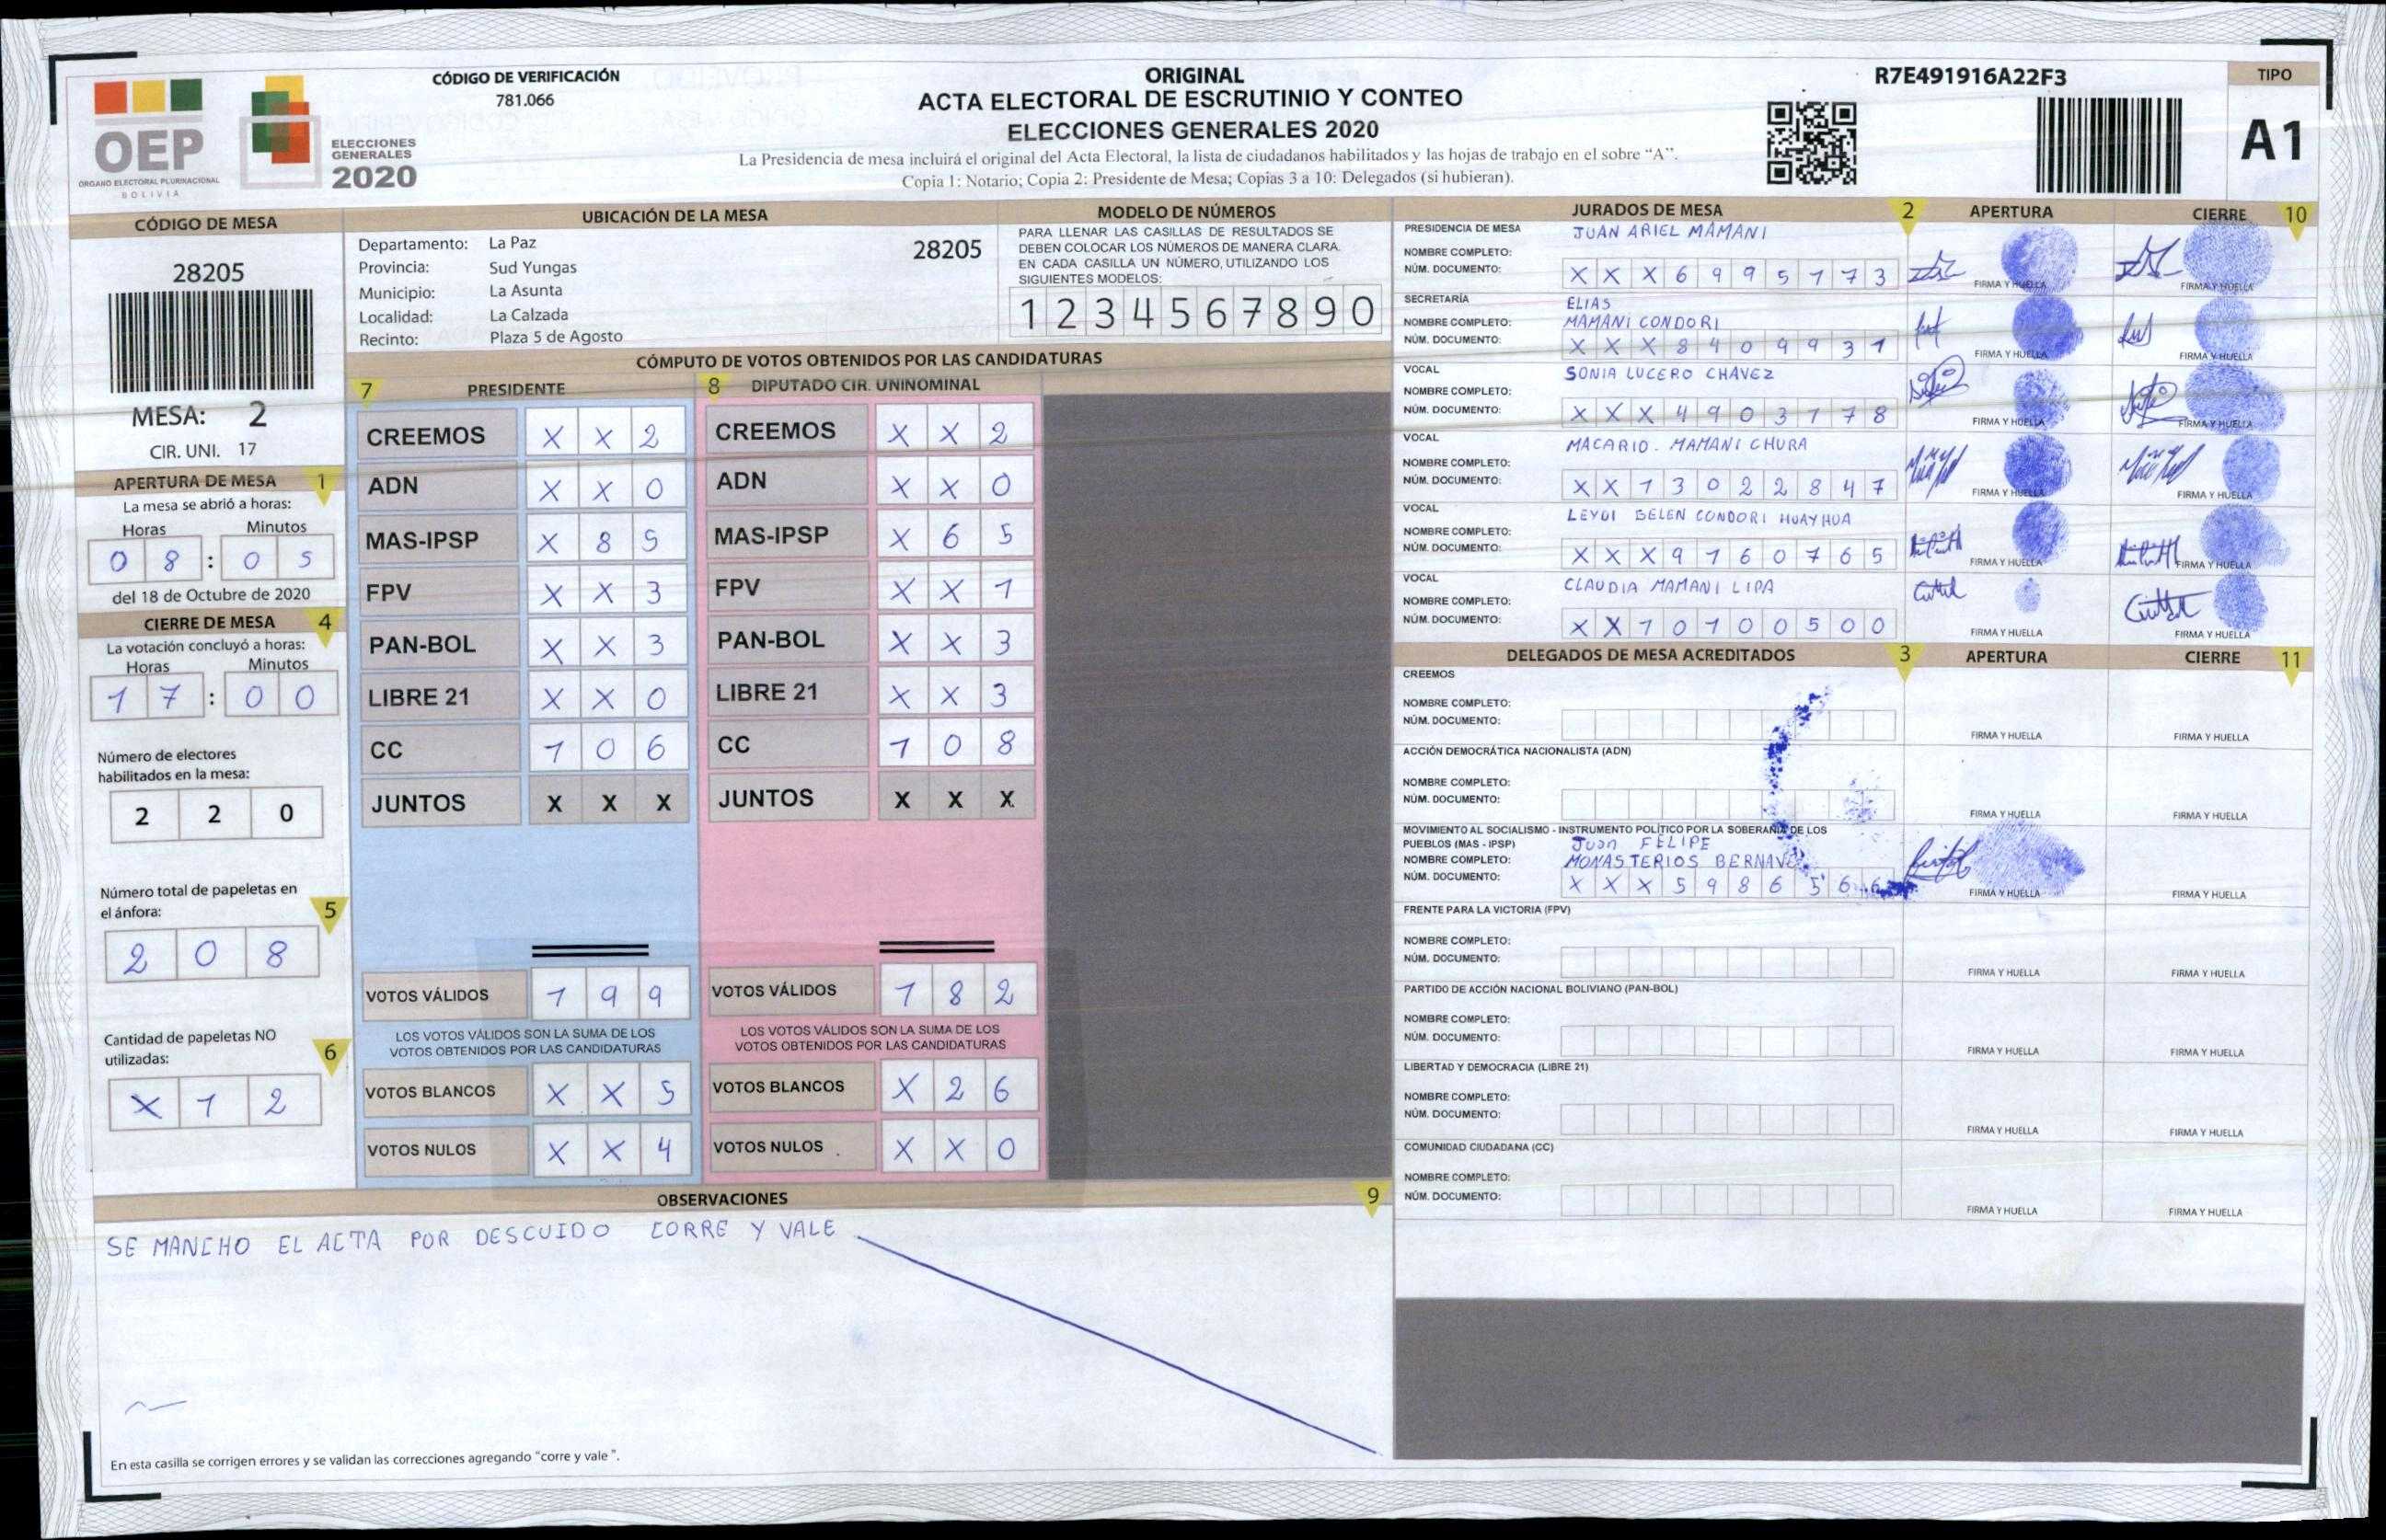 CÓDIGO DE VERIFICACIÓN
781.066
OEP
ORGANO ELECTORAL PLURINACIONAL
BOLIVIA
ELECCIONES
GENERALES
2020
ORIGINAL
ACTA ELECTORAL DE ESCRUTINIO Y CONTEO
ELECCIONES GENERALES 2020
La Presidencia de mesa incluirá el original del Acta Electoral, la lista de ciudadanos habilitados y las hojas de trabajo en el sobre “A”.
Copia 1: Notario; Copia 2: Presidente de Mesa; Copias 3 a 10: Delegados (si hubieran).
R7E491916A22F3
TIPO
A1
CÓDIGO DE MESA
28205
MESA: 2
CIR. UNI. 17
APERTURA DE MESA 1
La mesa se abrió a horas:
Horas Minutos
0 8 : 0 5
del 18 de Octubre de 2020
CIERRE DE MESA 4
La votación concluyó a horas:
Horas Minutos
1 7 : 0 0
Número de electores
habilitados en la mesa:
2 2 0
Número total de papeletas en
el ánfora: 5
2 0 8
Cantidad de papeletas NO
utilizadas: 6
X 1 2
UBICACIÓN DE LA MESA
Departamento: La Paz 28205
Provincia: Sud Yungas
Municipio: La Asunta
Localidad: La Calzada
Recinto: Plaza 5 de Agosto
MODELO DE NÚMEROS
PARA LLENAR LAS CASILLAS DE RESULTADOS SE
DEBEN COLOCAR LOS NÚMEROS DE MANERA CLARA.
EN CADA CASILLA UN NÚMERO, UTILIZANDO LOS
SIGUIENTES MODELOS:
1 2 3 4 5 6 7 8 9 0
CÓMPUTO DE VOTOS OBTENIDOS POR LAS CANDIDATURAS
7 PRESIDENTE
CREEMOS X X 2
ADN X X 0
MAS-IPSP X 8 5
FPV X X 3
PAN-BOL X X 3
LIBRE 21 X X 0
CC 1 0 6
JUNTOS X X X
VOTOS VÁLIDOS 1 9 9
LOS VOTOS VÁLIDOS SON LA SUMA DE LOS
VOTOS OBTENIDOS POR LAS CANDIDATURAS
VOTOS BLANCOS X X 5
VOTOS NULOS X X 4
8 DIPUTADO CIR. UNINOMINAL
CREEMOS X X 2
ADN X X 0
MAS-IPSP X 6 5
FPV X X 1
PAN-BOL X X 3
LIBRE 21 X X 3
CC 1 0 8
JUNTOS X X X
VOTOS VÁLIDOS 1 8 2
LOS VOTOS VÁLIDOS SON LA SUMA DE LOS
VOTOS OBTENIDOS POR LAS CANDIDATURAS
VOTOS BLANCOS X 2 6
VOTOS NULOS X X 0
OBSERVACIONES 9
SE MANCHO EL ACTA POR DESCUIDO CORRE Y VALE
En esta casilla se corrigen errores y se validan las correcciones agregando “corre y vale ”.
JURADOS DE MESA 2 APERTURA CIERRE 10
PRESIDENCIA DE MESA JUAN ARIEL MAMANI
NOMBRE COMPLETO:
NÚM. DOCUMENTO: X X X 6 9 9 5 1 7 3 FIRMA Y HUELLA FIRMA Y HUELLA
SECRETARÍA ELIAS
NOMBRE COMPLETO: MAMANI CONDORI
NÚM. DOCUMENTO: X X X 8 4 0 9 9 3 1 FIRMA Y HUELLA FIRMA Y HUELLA
VOCAL SONIA LUCERO CHAVEZ
NOMBRE COMPLETO:
NÚM. DOCUMENTO: X X X 4 9 0 3 1 7 8 FIRMA Y HUELLA FIRMA Y HUELLA
VOCAL MACARIO. MAMANI CHURA
NOMBRE COMPLETO:
NÚM. DOCUMENTO: X X 1 3 0 2 2 8 4 7 FIRMA Y HUELLA FIRMA Y HUELLA
VOCAL LEYDI BELEN CONDORI HUAYHUA
NOMBRE COMPLETO:
NÚM. DOCUMENTO: X X X 9 1 6 0 7 6 5 FIRMA Y HUELLA FIRMA Y HUELLA
VOCAL CLAUDIA MAMANI LIPA
NOMBRE COMPLETO:
NÚM. DOCUMENTO: X X 1 0 1 0 0 5 0 0 FIRMA Y HUELLA FIRMA Y HUELLA
DELEGADOS DE MESA ACREDITADOS 3 APERTURA CIERRE 11
CREEMOS
NOMBRE COMPLETO:
NÚM. DOCUMENTO: FIRMA Y HUELLA FIRMA Y HUELLA
ACCIÓN DEMOCRÁTICA NACIONALISTA (ADN)
NOMBRE COMPLETO:
NÚM. DOCUMENTO: FIRMA Y HUELLA FIRMA Y HUELLA
MOVIMIENTO AL SOCIALISMO - INSTRUMENTO POLÍTICO POR LA SOBERANÍA DE LOS
PUEBLOS (MAS - IPSP) Juan FELIPE
NOMBRE COMPLETO: MONASTERIOS
NÚM. DOCUMENTO: X X X 5 9 8 6 5 6 6 FIRMA Y HUELLA FIRMA Y HUELLA
FRENTE PARA LA VICTORIA (FPV)
NOMBRE COMPLETO:
NÚM. DOCUMENTO: FIRMA Y HUELLA FIRMA Y HUELLA
PARTIDO DE ACCIÓN NACIONAL BOLIVIANO (PAN-BOL)
NOMBRE COMPLETO:
NÚM. DOCUMENTO: FIRMA Y HUELLA FIRMA Y HUELLA
LIBERTAD Y DEMOCRACIA (LIBRE 21)
NOMBRE COMPLETO:
NÚM. DOCUMENTO: FIRMA Y HUELLA FIRMA Y HUELLA
COMUNIDAD CIUDADANA (CC)
NOMBRE COMPLETO:
NÚM. DOCUMENTO: FIRMA Y HUELLA FIRMA Y HUELLA